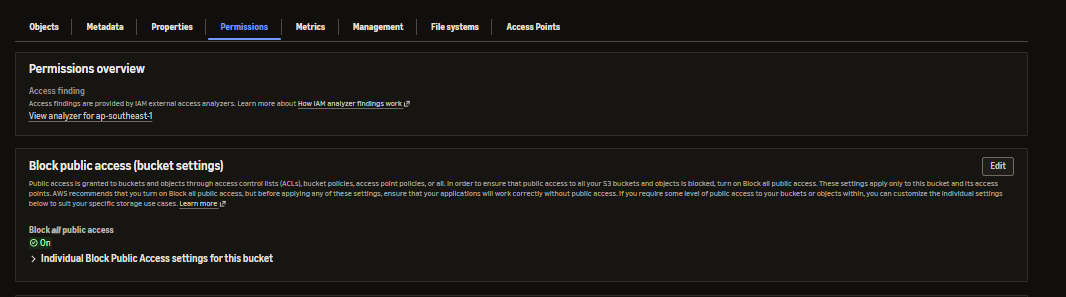 Objects Metadata Properties Permissions Metrics Management File systems Access Points
Permissions overview
Access finding
Access findings are provided by IAM external access analyzers. Learn more about How IAM analyzer findings work
View analyzer for ap-southeast-1
Block public access (bucket settings)
Edit
Public access is granted to buckets and objects through access control lists (ACLs), bucket policies, access point policies, or all. In order to ensure that public access to all your S3 buckets and objects is blocked, turn on Block all public access. These settings apply only to this bucket and its access
points. AWS recommends that you turn on Block all public access, but before applying any of these settings, ensure that your applications will work correctly without public access. If you require some level of public access to your buckets or objects within, you can customize the individual settings
below to suit your specific storage use cases. Learn more
Block all public access
On
Individual Block Public Access settings for this bucket